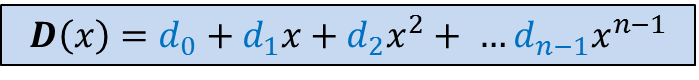 D(x) = d₀ + d₁x + d₂x² + …dₙ₋₁xⁿ⁻¹